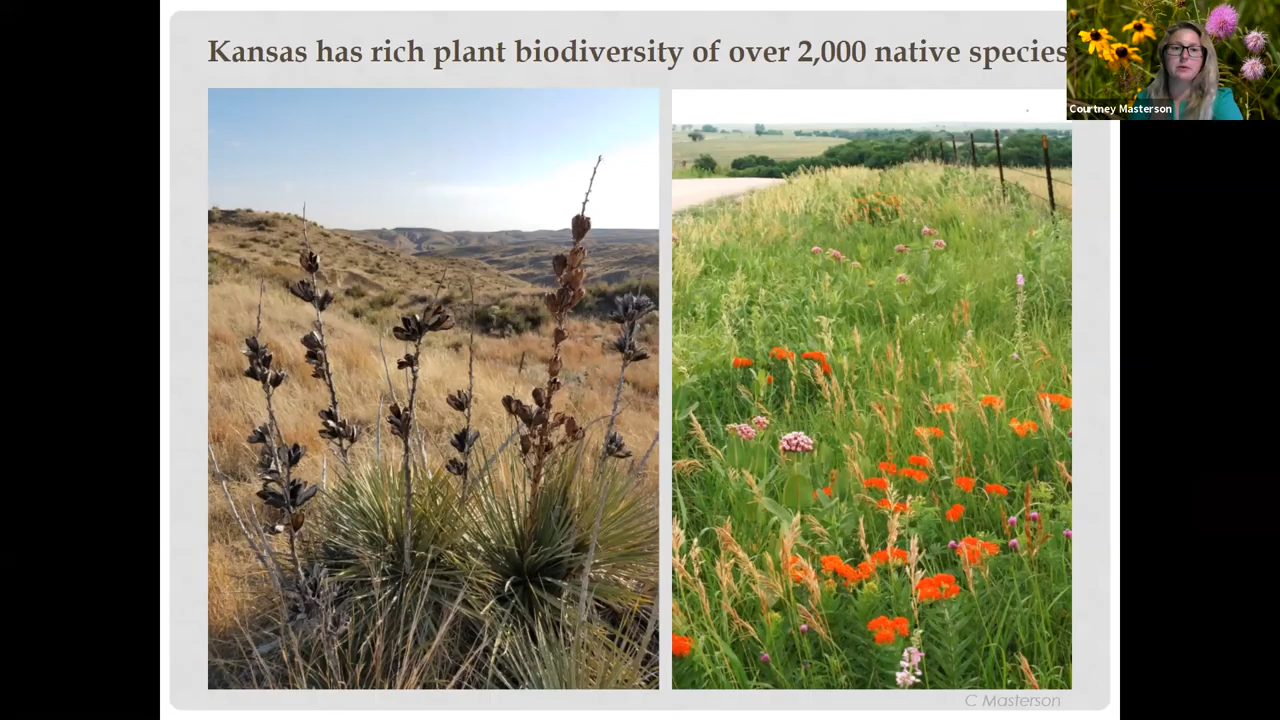 Kansas has rich plant biodiversity of over 2,000 native species
Courtney Masterson
C Masterson